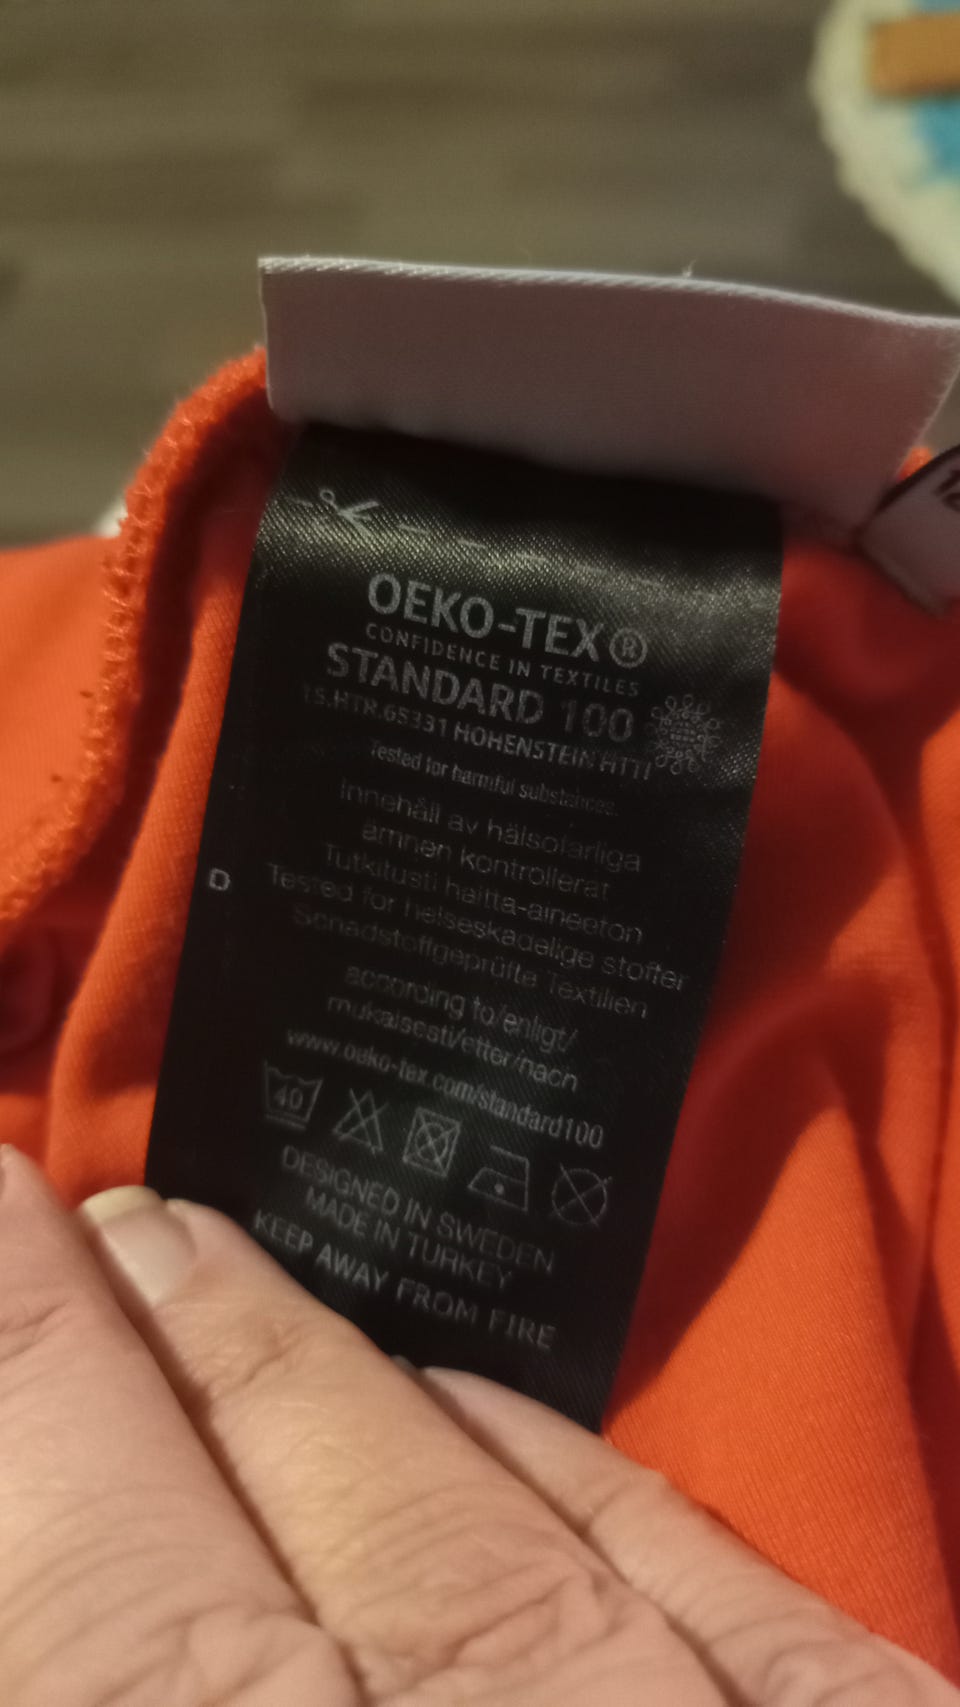 OEKO-TEX®
CONFIDENCE IN TEXTILES
STANDARD 100
15.HTR.65331 HOHENSTEIN HTTI
Tested for harmful substances.
Innehåll av hälsofarliga
ämnen kontrollerat
Tutkitusti haitta-aineeton
Tested for helseskadelige stoffer
Schadstoffgeprüfte Textilien
according to/enligt/
mukaisesti/etter/nach
www.oeko-tex.com/standard100
D
40
DESIGNED IN SWEDEN
MADE IN TURKEY
KEEP AWAY FROM FIRE